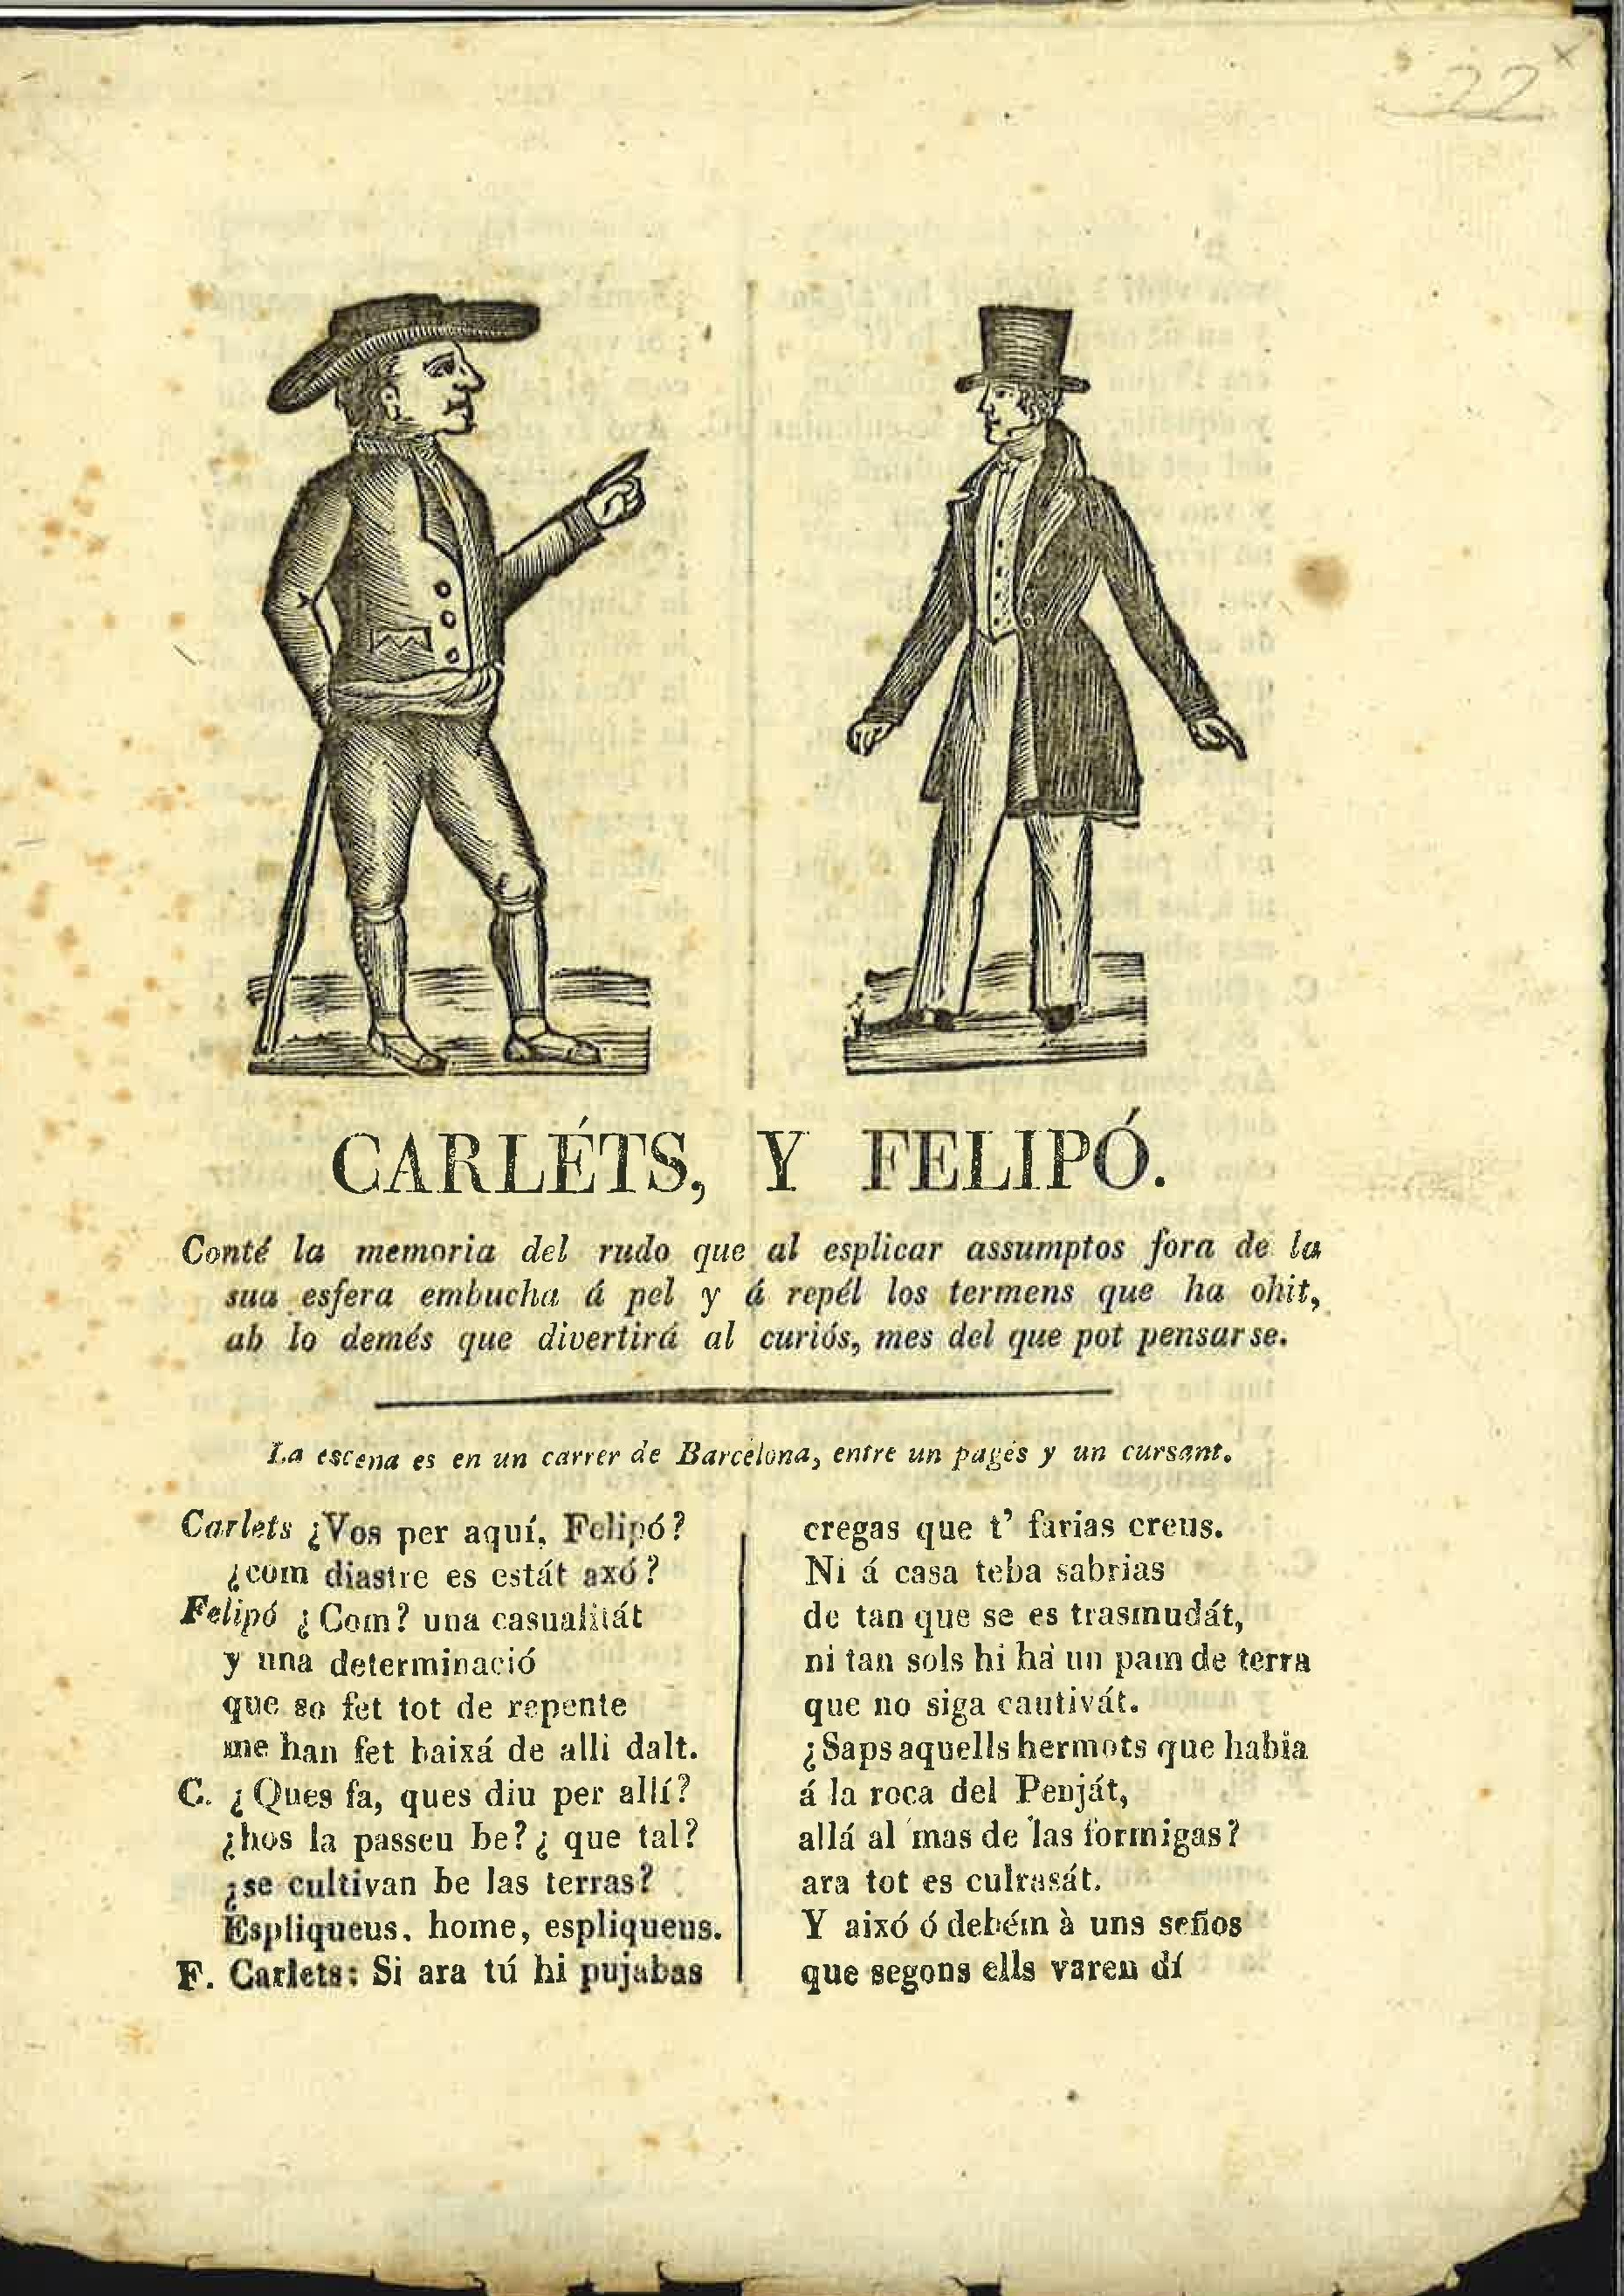 22
CARLÉTS, Y FELIPÓ.
Conté la memoria del rudo que al esplicar assumptos fora de la
sua esfera embucha á pel y á repél los termens que ha ohit,
ab lo demés que divertirá al curiós, mes del que pot pensarse.
La escena es en un carrer de Barcelona, entre un pagés y un cursant.
Carlets ¿Vos per aquí, Felipó?
¿com diastre es estát axó?
Felipó ¿Com? una casualitát
y una determinació
que so fet tot de repente
me han fet baixá de alli dalt.
C. ¿Ques fa, ques diu per allí?
¿hos la passeu be? ¿que tal?
¿se cultivan be las terras?
Espliqueus, home, espliqueus.
F. Carlets: Si ara tú hi pujabas
cregas que t' farias creus.
Ni á casa teba sabrias
de tan que se es trasmudát,
ni tan sols hi há un pam de terra
que no siga cautivát.
¿Saps aquells hermots que habia
á la roca del Penját,
allá al mas de las formigas?
ara tot es culrasát.
Y aixó ó debém à uns seños
que segons ells varen dí